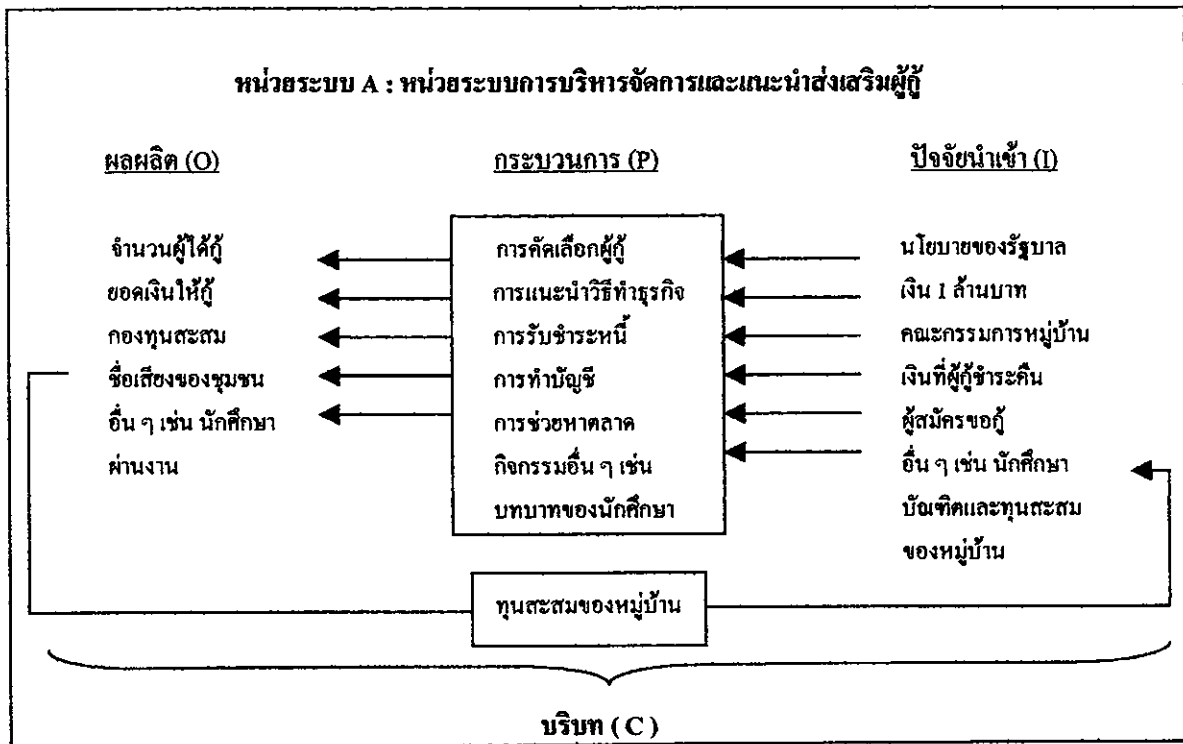 หน่วยระบบ A : หน่วยระบบการบริหารจัดการและแนะนำส่งเสริมผู้กู้
ผลผลิต (O)
จำนวนผู้ได้กู้
ยอดเงินให้กู้
กองทุนสะสม
ชื่อเสียงของชุมชน
อื่น ๆ เช่น นักศึกษา
ผ่านงาน
กระบวนการ (P)
การคัดเลือกผู้กู้
การแนะนำวิธีทำธุรกิจ
การรับชำระหนี้
การทำบัญชี
การช่วยหาตลาด
กิจกรรมอื่น ๆ เช่น
บทบาทของนักศึกษา
ปัจจัยนำเข้า (I)
นโยบายของรัฐบาล
เงิน 1 ล้านบาท
คณะกรรมการหมู่บ้าน
เงินที่ผู้กู้ชำระคืน
ผู้สมัครขอกู้
อื่น ๆ เช่น นักศึกษา
บัณฑิตและทุนสะสม
ของหมู่บ้าน
ทุนสะสมของหมู่บ้าน
บริบท ( C )